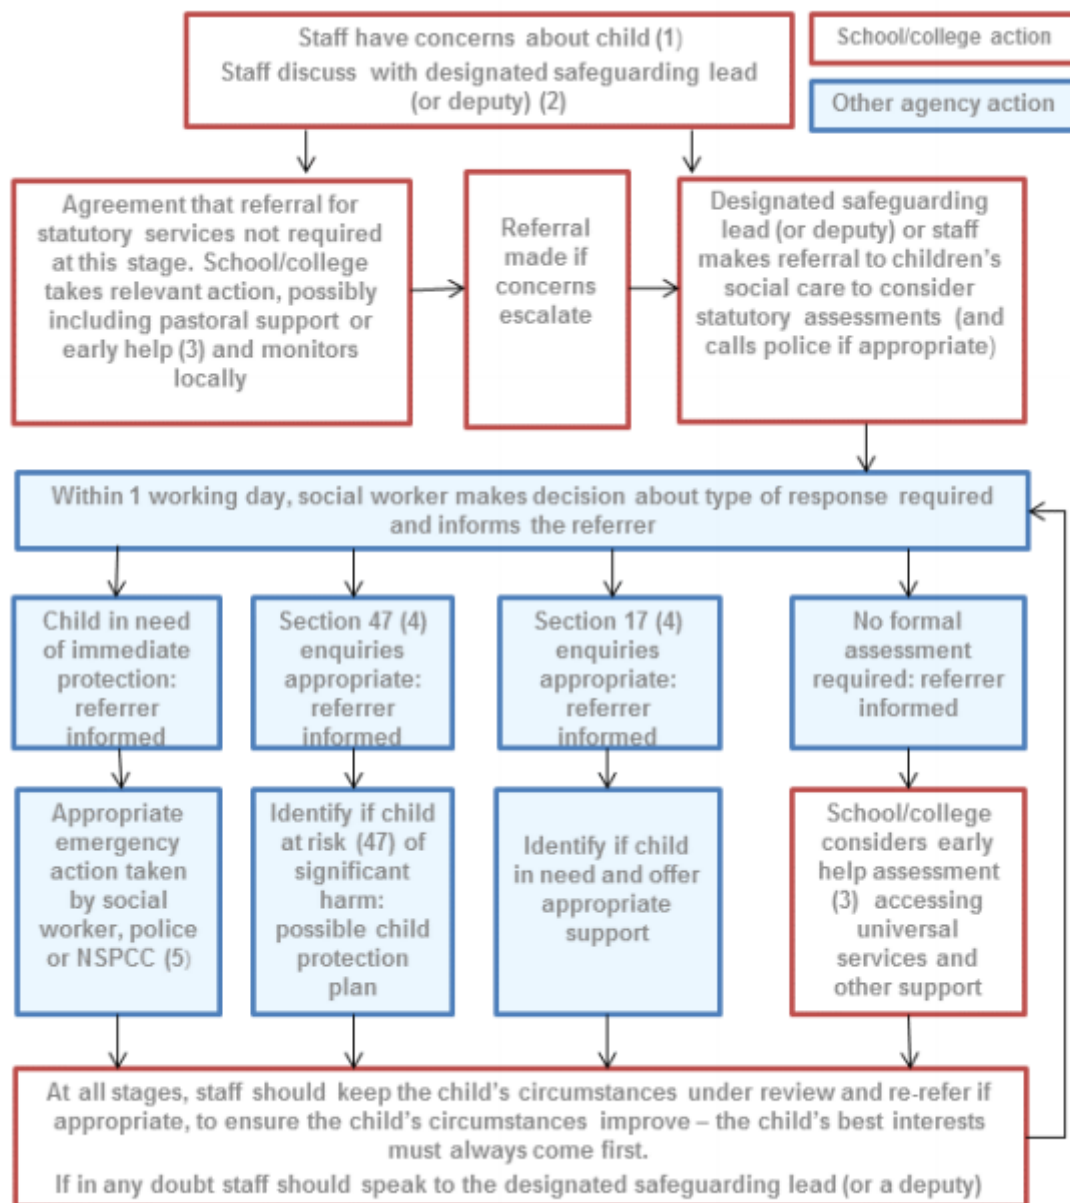 Staff have concerns about child (1)
Staff discuss with designated safeguarding lead
(or deputy) (2)
School/college action
Other agency action
Agreement that referral for
statutory services not required
at this stage. School/college
takes relevant action, possibly
including pastoral support or
early help (3) and monitors
locally
Referral
made if
concerns
escalate
Designated safeguarding
lead (or deputy) or staff
makes referral to children's
social care to consider
statutory assessments (and
calls police if appropriate)
Within 1 working day, social worker makes decision about type of response required
and informs the referrer
Child in need
of immediate
protection:
referrer
informed
Section 47 (4)
enquiries
appropriate:
referrer
informed
Section 17 (4)
enquiries
appropriate:
referrer
informed
No formal
assessment
required: referrer
informed
Appropriate
emergency
action taken
by social
worker, police
or NSPCC (5)
Identify if child
at risk (47) of
significant
harm:
possible child
protection
plan
Identify if child
in need and offer
appropriate
support
School/college
considers early
help assessment
(3) accessing
universal
services and
other support
At all stages, staff should keep the child's circumstances under review and re-refer if
appropriate, to ensure the child's circumstances improve – the child's best interests
must always come first.
If in any doubt staff should speak to the designated safeguarding lead (or a deputy)